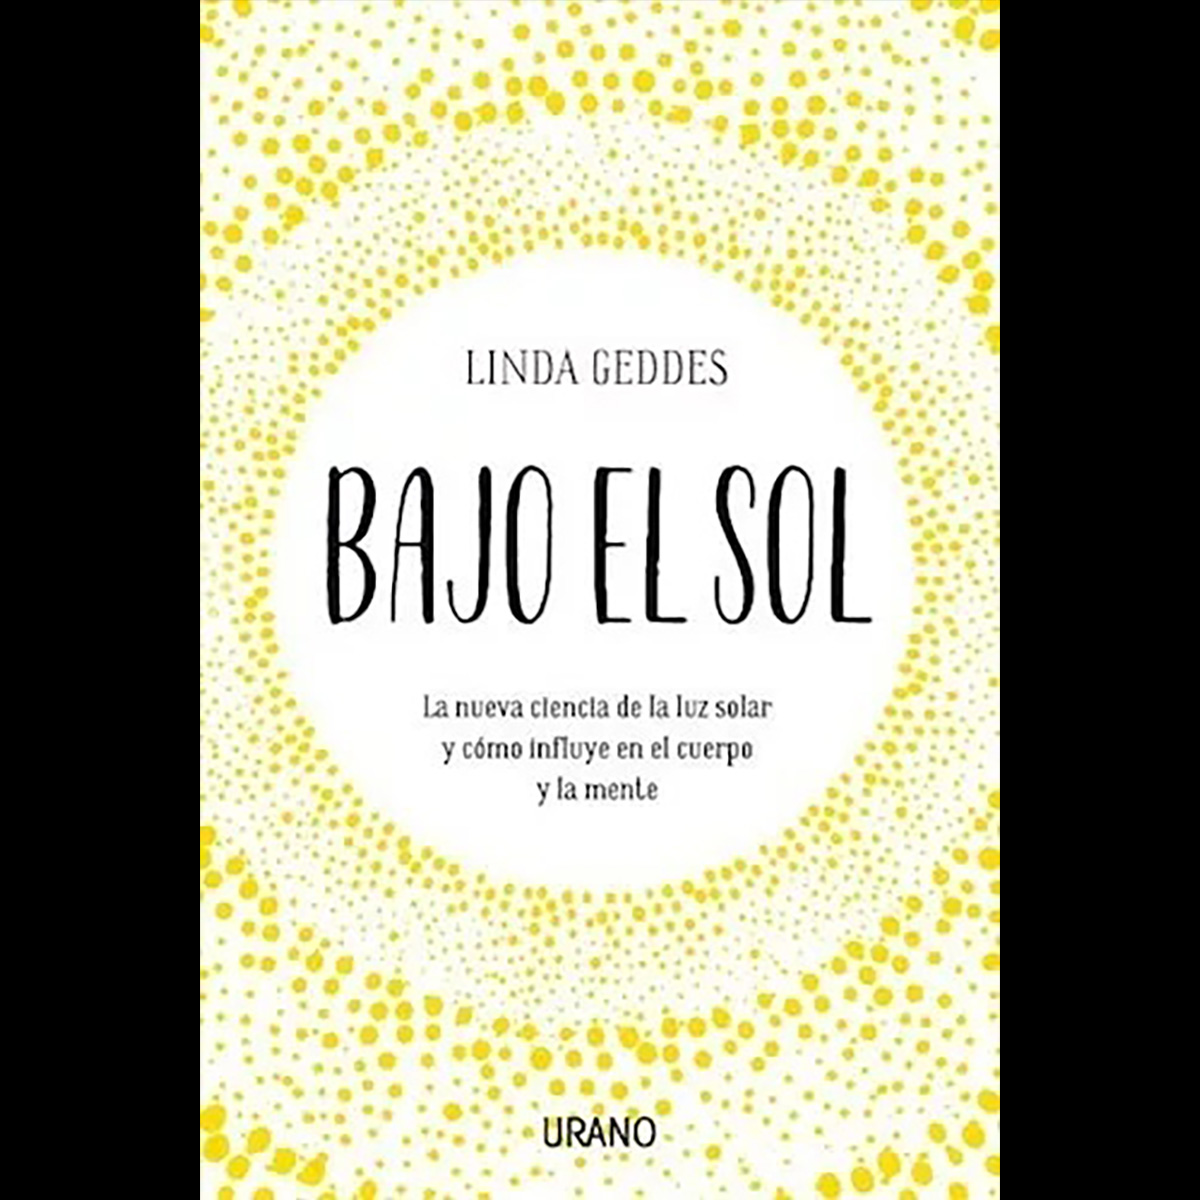 LINDA GEDDES
BAJO EL SOL
La nueva ciencia de la luz solar
y cómo influye en el cuerpo
y la mente
URANO